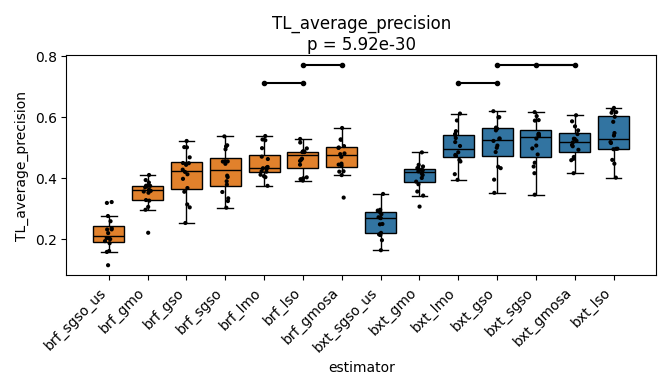 TL_average_precision
p = 5.92e-30
TL_average_precision
0.8
0.6
0.4
0.2
brf_sgso_us
brf_gmo
brf_gso
brf_sgso
brf_lmo
brf_lso
brf_gmosa
bxt_sgso_us
bxt_gmo
bxt_lmo
bxt_gso
bxt_sgso
bxt_gmosa
bxt_lso
estimator